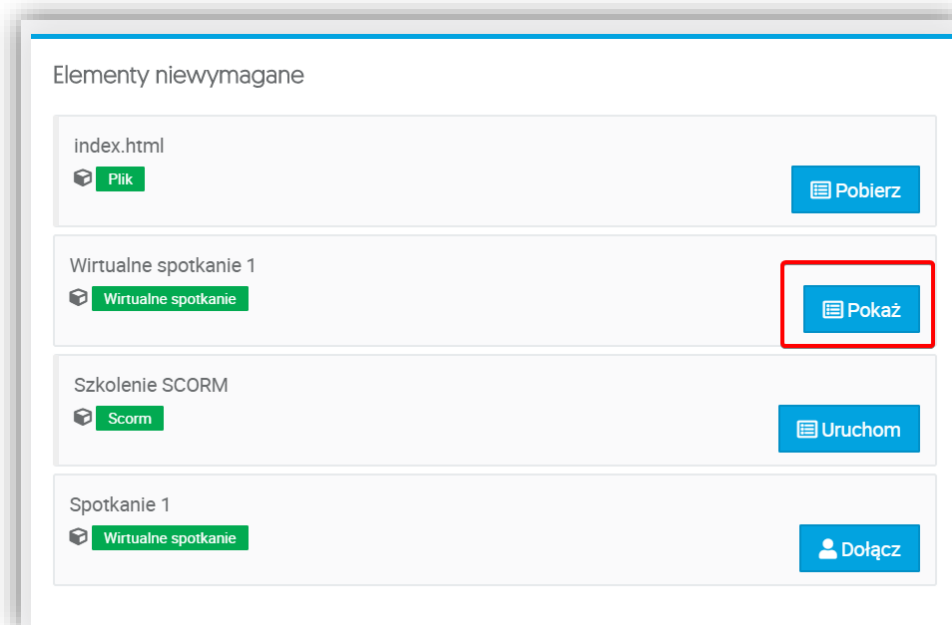 Elementy niewymagane
index.html
Plik
Pobierz
Wirtualne spotkanie 1
Wirtualne spotkanie
Pokaż
Szkolenie SCORM
Scorm
Uruchom
Spotkanie 1
Wirtualne spotkanie
Dołącz